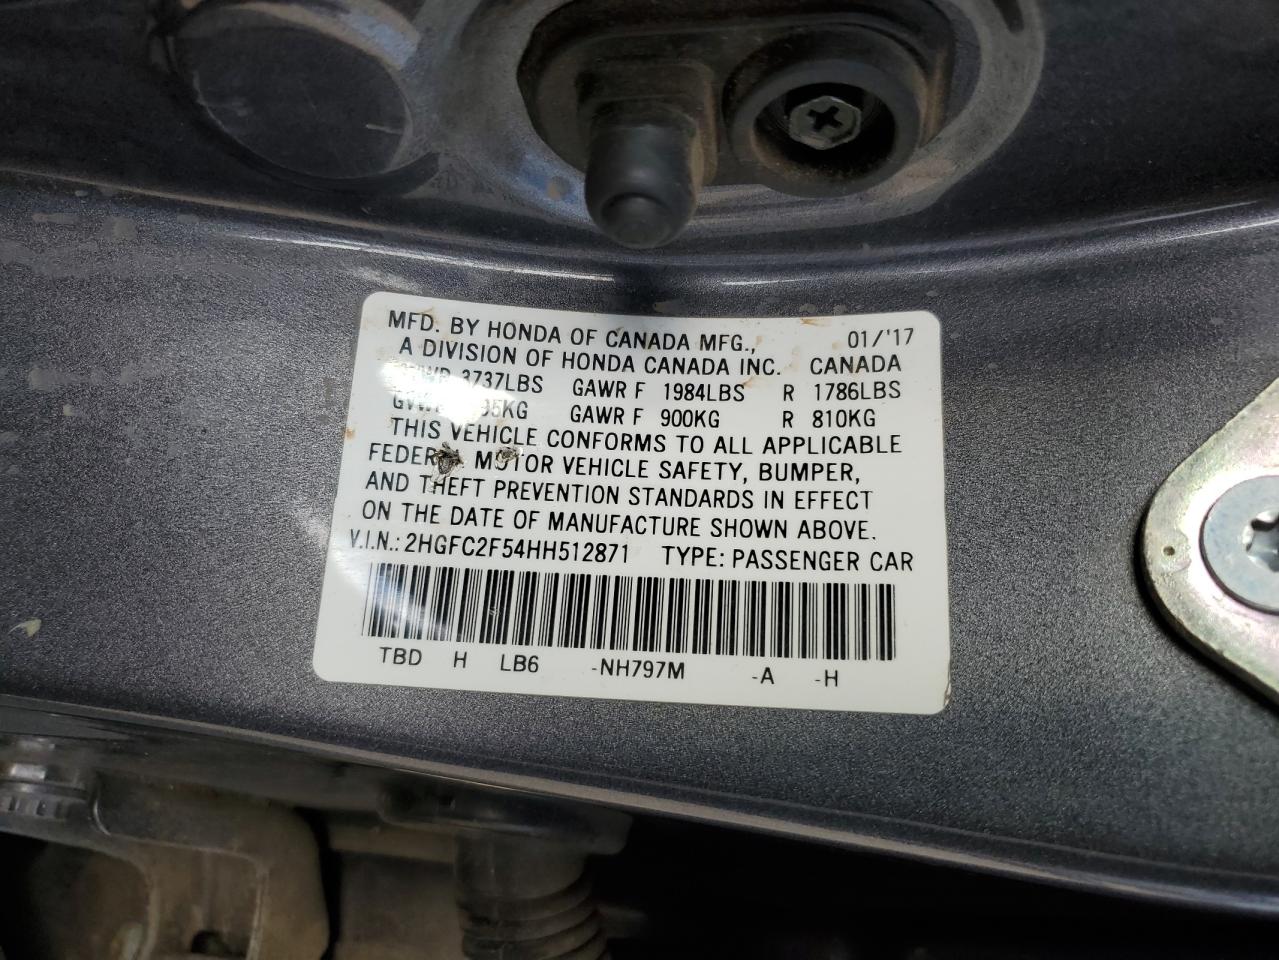 MFD. BY HONDA OF CANADA MFG., 01/'17
A DIVISION OF HONDA CANADA INC. CANADA
3737LBS GAWR F 1984LBS R 1786LBS
GAWR F 900KG R 810KG
THIS VEHICLE CONFORMS TO ALL APPLICABLE
MOTOR VEHICLE SAFETY, BUMPER,
AND THEFT PREVENTION STANDARDS IN EFFECT
ON THE DATE OF MANUFACTURE SHOWN ABOVE.
V.I.N.: 2HGFC2F54HH512871 TYPE: PASSENGER CAR
TBD H LB6 -NH797M -A -H